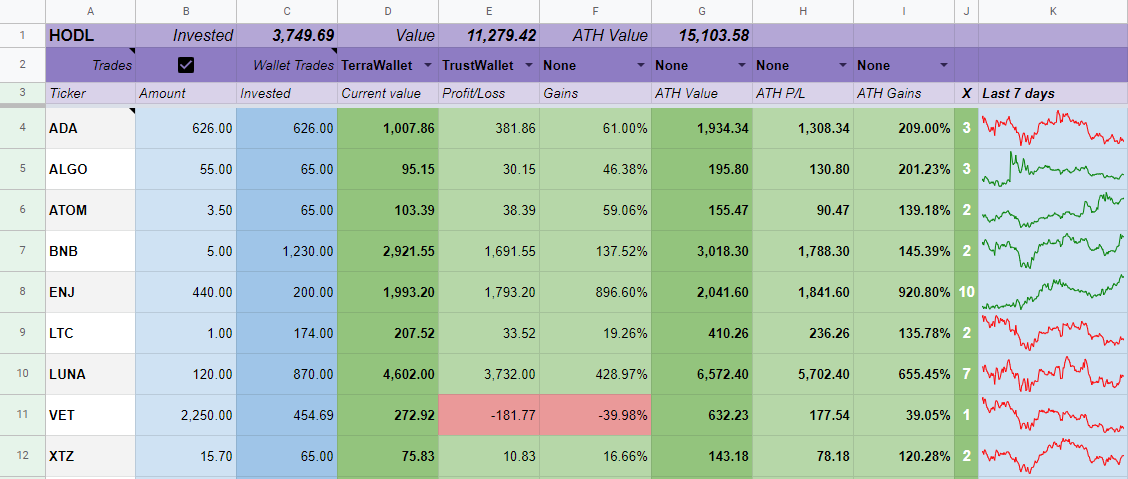 A B C D E F G H I J K
1 HODL Invested 3,749.69 Value 11,279.42 ATH Value 15,103.58
2 Trades Wallet Trades TerraWallet TrustWallet None None None None
3 Ticker Amount Invested Current value Profit/Loss Gains ATH Value ATH P/L ATH Gains X Last 7 days
4 ADA 626.00 626.00 1,007.86 381.86 61.00% 1,934.34 1,308.34 209.00% 3
5 ALGO 55.00 65.00 95.15 30.15 46.38% 195.80 130.80 201.23% 3
6 ATOM 3.50 65.00 103.39 38.39 59.06% 155.47 90.47 139.18% 2
7 BNB 5.00 1,230.00 2,921.55 1,691.55 137.52% 3,018.30 1,788.30 145.39% 2
8 ENJ 440.00 200.00 1,993.20 1,793.20 896.60% 2,041.60 1,841.60 920.80% 10
9 LTC 1.00 174.00 207.52 33.52 19.26% 410.26 236.26 135.78% 2
10 LUNA 120.00 870.00 4,602.00 3,732.00 428.97% 6,572.40 5,702.40 655.45% 7
11 VET 2,250.00 454.69 272.92 -181.77 -39.98% 632.23 177.54 39.05% 1
12 XTZ 15.70 65.00 75.83 10.83 16.66% 143.18 78.18 120.28% 2